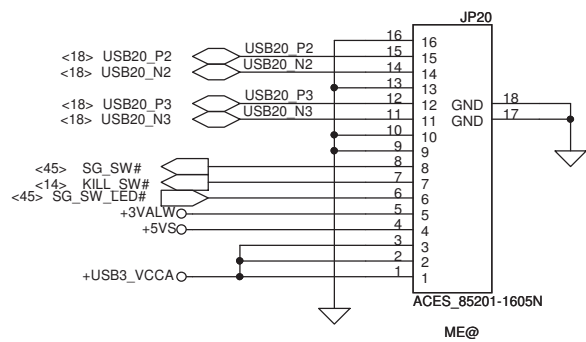 JP20
16 16
<18> USB20_P2 USB20_P2 15 15
<18> USB20_N2 USB20_N2 14 14
13 13
<18> USB20_P3 USB20_P3 12 12 GND 18
<18> USB20_N3 USB20_N3 11 11 GND 17
10 10
9 9
<45> SG_SW# 8 8
<14> KILL_SW# 7 7
<45> SG_SW_LED# 6 6
+3VALW 5 5
+5VS 4 4
3 3
2 2
+USB3_VCCA 1 1
ACES_85201-1605N
ME@